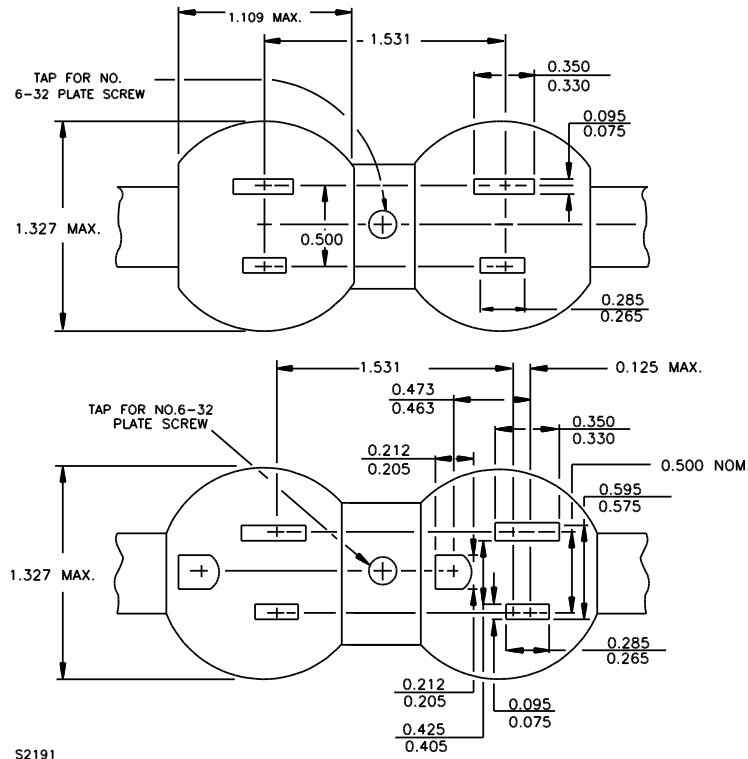 1.109 MAX.
1.531
TAP FOR NO.
6-32 PLATE SCREW
0.350
0.330
0.095
0.075
1.327 MAX.
0.500
0.285
0.265
1.531
0.125 MAX.
0.473
0.463
TAP FOR NO.6-32
PLATE SCREW
0.350
0.330
0.212
0.205
0.500 NOM.
0.595
0.575
1.327 MAX.
0.285
0.265
0.212
0.205
0.095
0.075
0.425
0.405
S2191